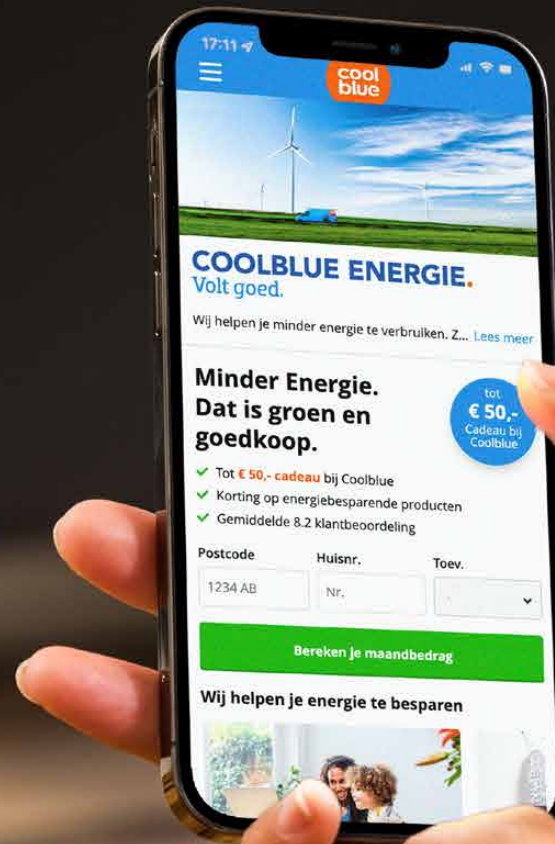 17:11
cool
blue
COOLBLUE ENERGIE.
Volt goed.
Wij helpen je minder energie te verbruiken. Z... Lees meer
Minder Energie.
Dat is groen en
goedkoop.
tot
€ 50,-
Cadeau bij
Coolblue
Tot € 50,- cadeau bij Coolblue
Korting op energiebesparende producten
Gemiddelde 8.2 klantbeoordeling
Postcode Huisnr. Toev.
1234 AB Nr.
Bereken je maandbedrag
Wij helpen je energie te besparen